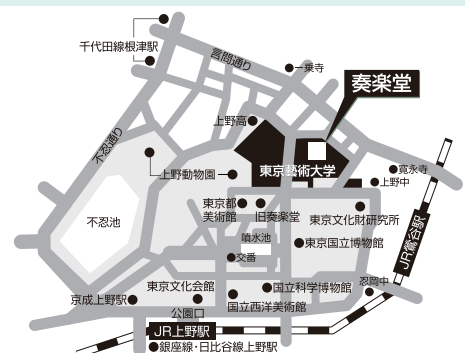 千代田線根津駅
言問通り
一乗寺
奏楽堂
上野高
不忍通り
東京藝術大学
寛永寺
上野動物園
上野中
東京都
美術館
旧奏楽堂
東京文化財研究所
不忍池
噴水池
東京国立博物館
JR鶯谷駅
交番
忍岡中
東京文化会館
国立科学博物館
京成上野駅
公園口
国立西洋美術館
JR上野駅
銀座線・日比谷線上野駅